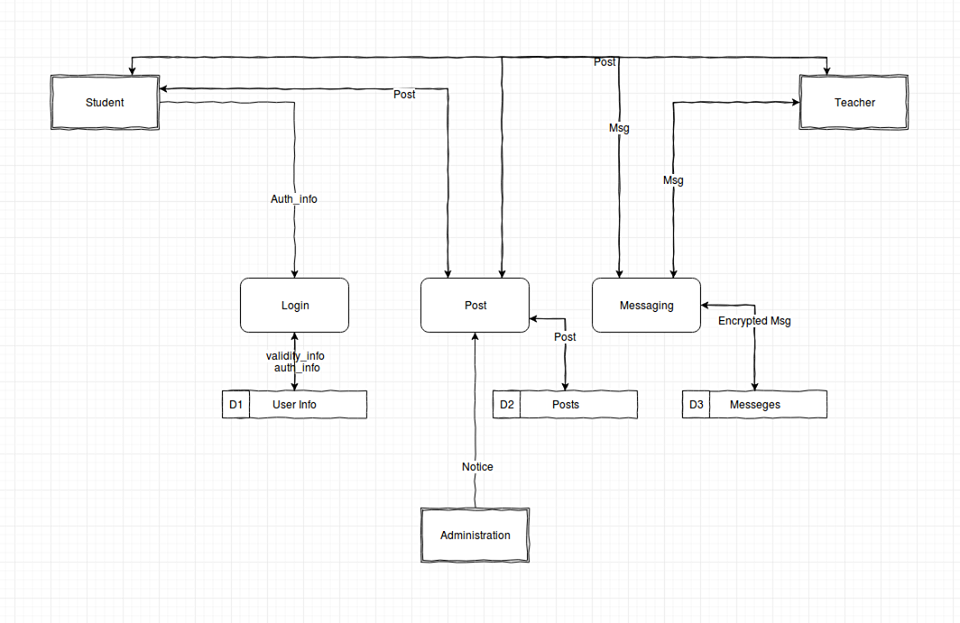 Post
Student
Teacher
Post
Msg
Msg
Auth_info
Login
Post
Messaging
Encrypted Msg
Post
validify_info
auth_info
D1
User Info
D2
Posts
D3
Messeges
Notice
Administration